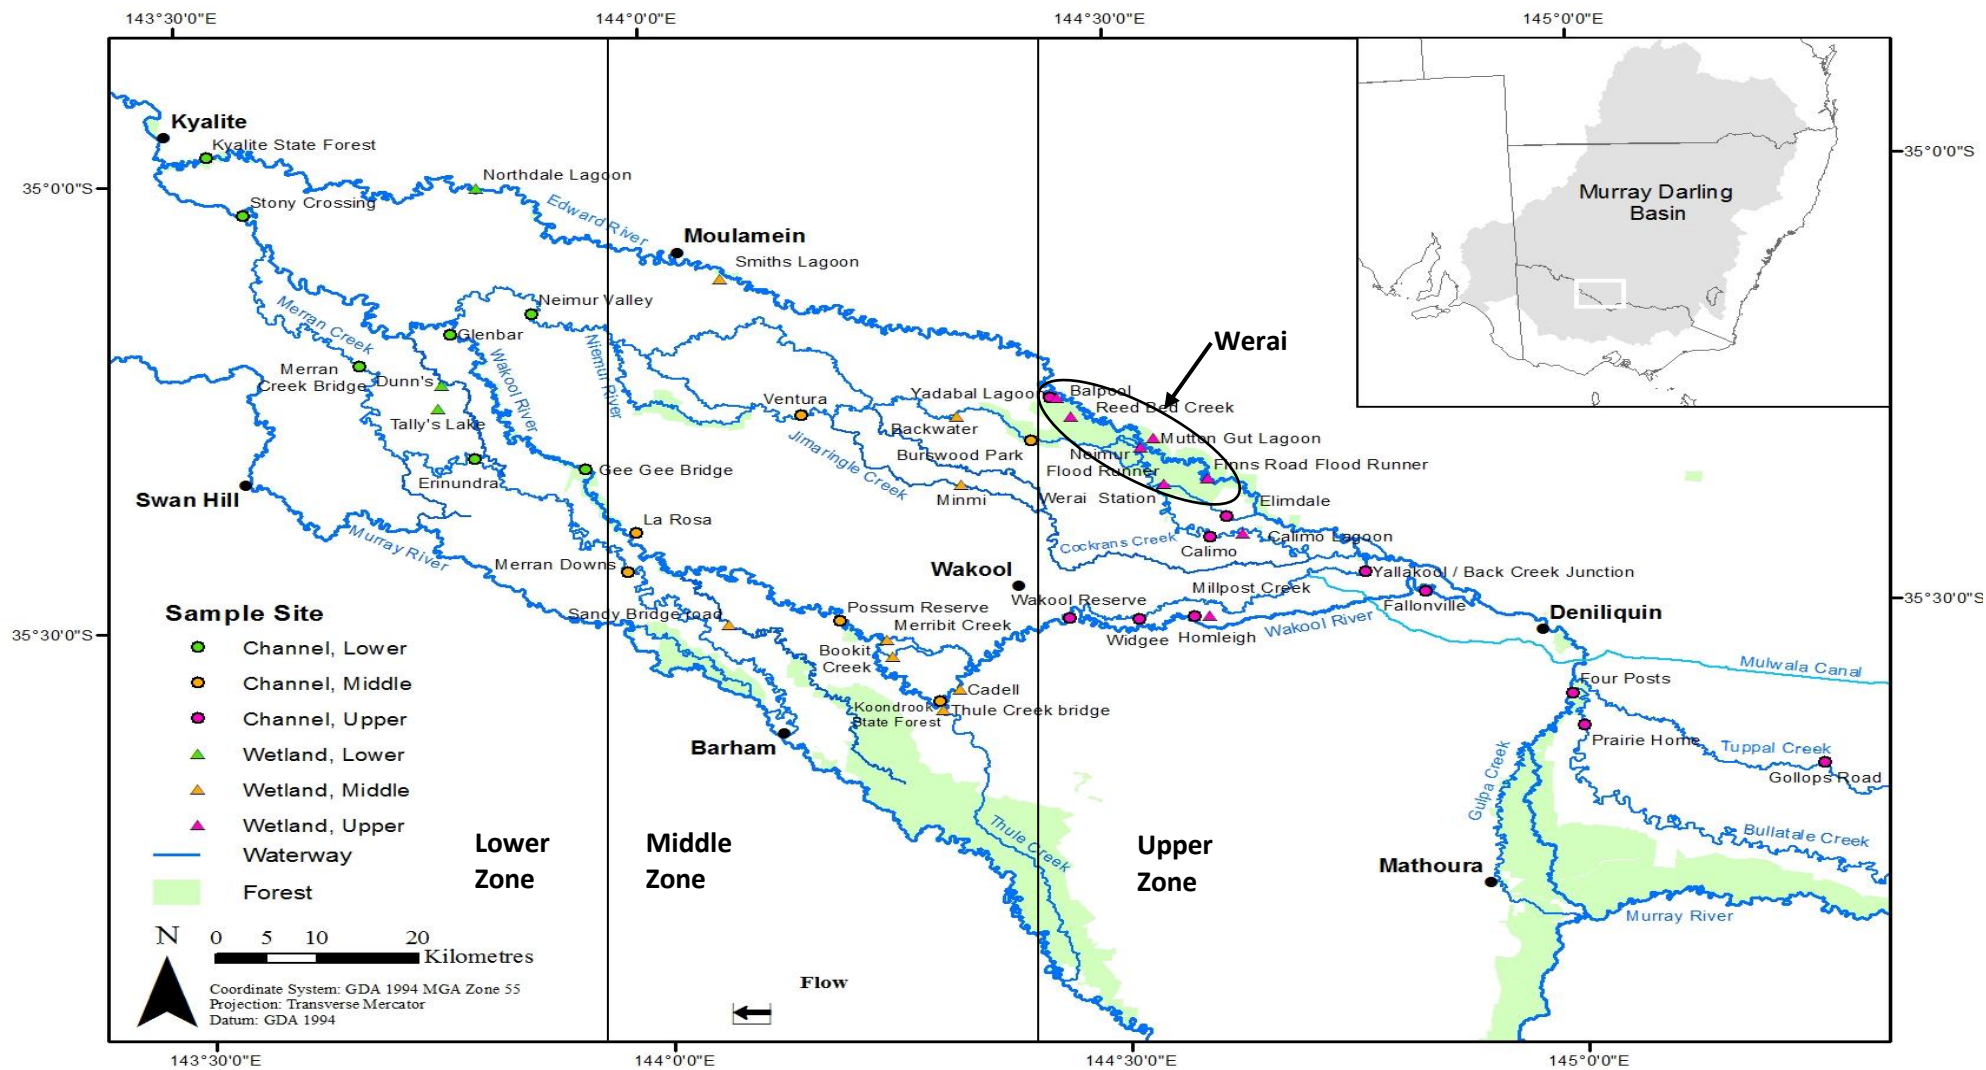 143°30'0"E
144°0'0"E
144°30'0"E
145°0'0"E
Kyalite
Kyalite State Forest
35°0'0"S
35°0'0"S
Northdale Lagoon
Stony Crossing
Edward River
Moulamein
Smiths Lagoon
Murray Darling
Basin
Neimur Valley
Merran Creek
Glenbar
Wakool River
Niemur River
Merran
Creek Bridge
Dunn's
Tally's Lake
Werai
Ventura
Yadabal Lagoon
Balpool
Reed Bed Creek
Backwater
Jimaringle Creek
Burswood Park
Mutton Gut Lagoon
Neimur
Flood Runner
Finns Road Flood Runner
Gee Gee Bridge
Erinundra
Minmi
Werai Station
Elimdale
Swan Hill
La Rosa
Murray River
Cockrans Creek
Calimo
Calimo Lagoon
Merran Downs
Wakool
Yallakool / Back Creek Junction
Millpost Creek
Fallonville
35°30'0"S
35°30'0"S
Sandy Bridge road
Possum Reserve
Merribit Creek
Wakool Reserve
Widgee
Homleigh
Wakool River
Deniliquin
Bookit
Creek
Mulwala Canal
Cadell
Four Posts
Koondrook
State Forest
Thule Creek bridge
Barham
Prairie Home
Tuppal Creek
Gollops Road
Gulpa Creek
Thule Creek
Bullatale Creek
Mathoura
Murray River
Sample Site
Channel, Lower
Channel, Middle
Channel, Upper
Wetland, Lower
Wetland, Middle
Wetland, Upper
Waterway
Forest
Lower
Zone
Middle
Zone
Upper
Zone
N
0 5 10 20
Kilometres
Coordinate System: GDA 1994 MGA Zone 55
Projection: Transverse Mercator
Datum: GDA 1994
Flow
143°30'0"E
144°0'0"E
144°30'0"E
145°0'0"E